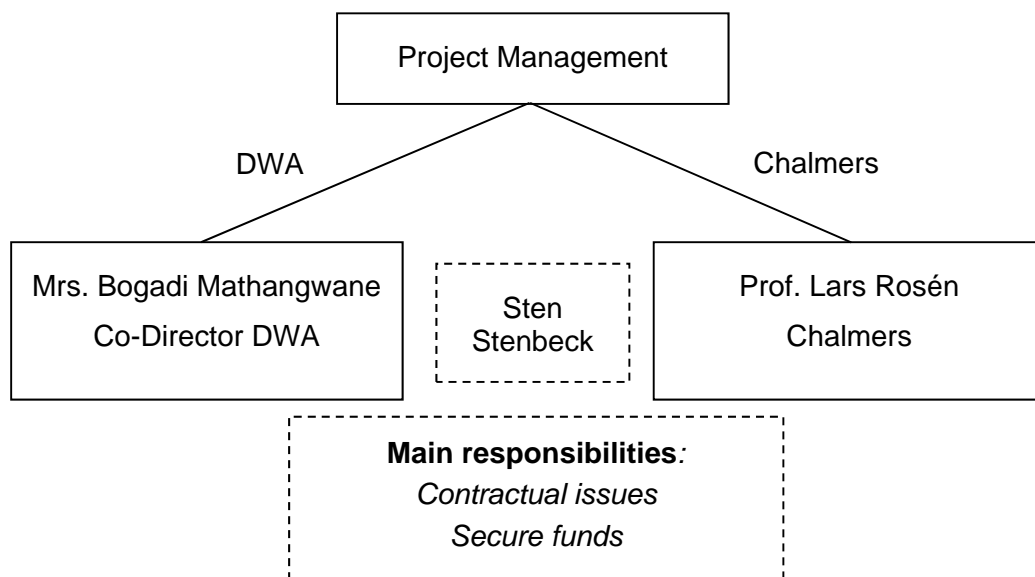 Project Management
DWA
Chalmers
Mrs. Bogadi Mathangwane
Co-Director DWA
Sten
Stenbeck
Prof. Lars Rosén
Chalmers
Main responsibilities:
Contractual issues
Secure funds